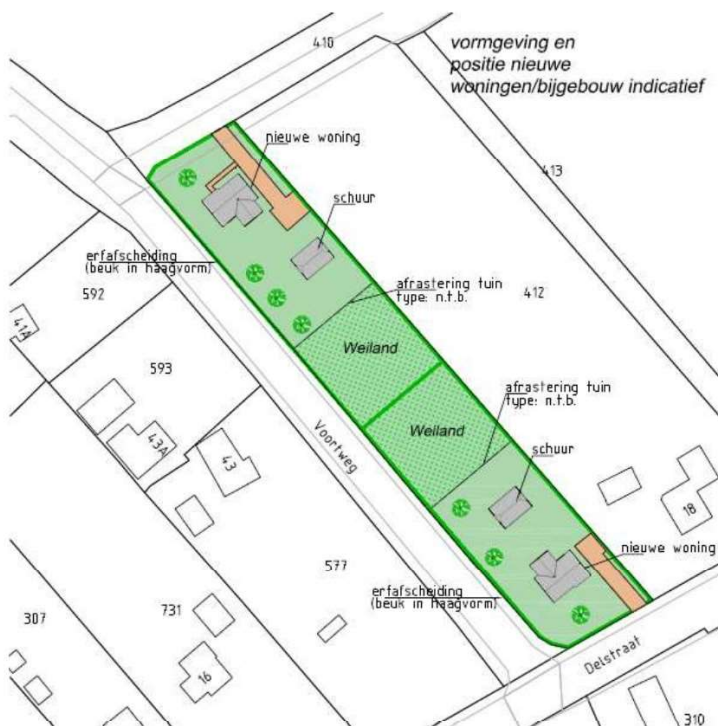 410
vormgeving en
positie nieuwe
woningen/bijgebouw indicatief
nieuwe woning
413
schuur
erfafscheiding
(beuk in haagvorm)
592
afrastering tuin
type: n.t.b.
412
41A
Weiland
593
afrastering tuin
type: n.t.b.
Weiland
Voortweg
43A
43
schuur
18
nieuwe woning
577
erfafscheiding
(beuk in haagvorm)
307
731
16
Delstraat
310